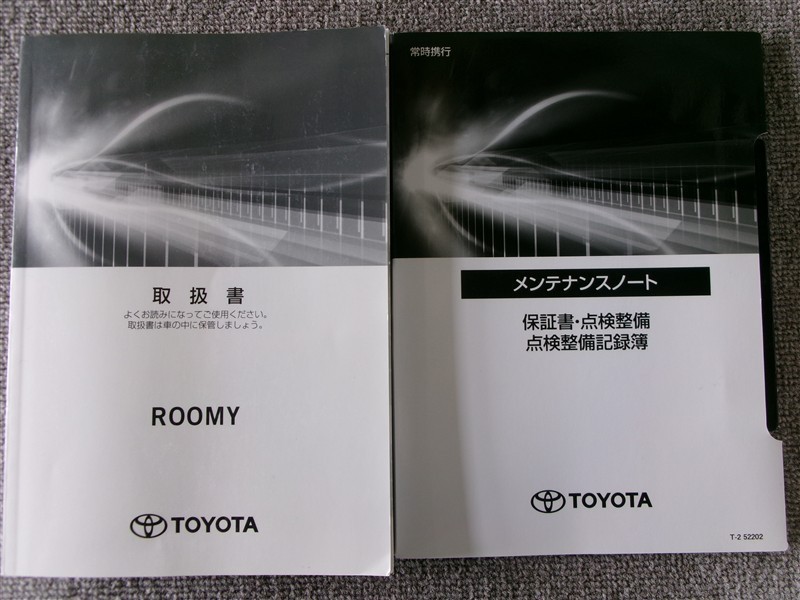 取扱書
よくお読みになってご使用ください。
取扱書は車の中に保管しましょう。
ROOMY
TOYOTA
常時携行
メンテナンスノート
保証書・点検整備
点検整備記録簿
TOYOTA
T-2 52202